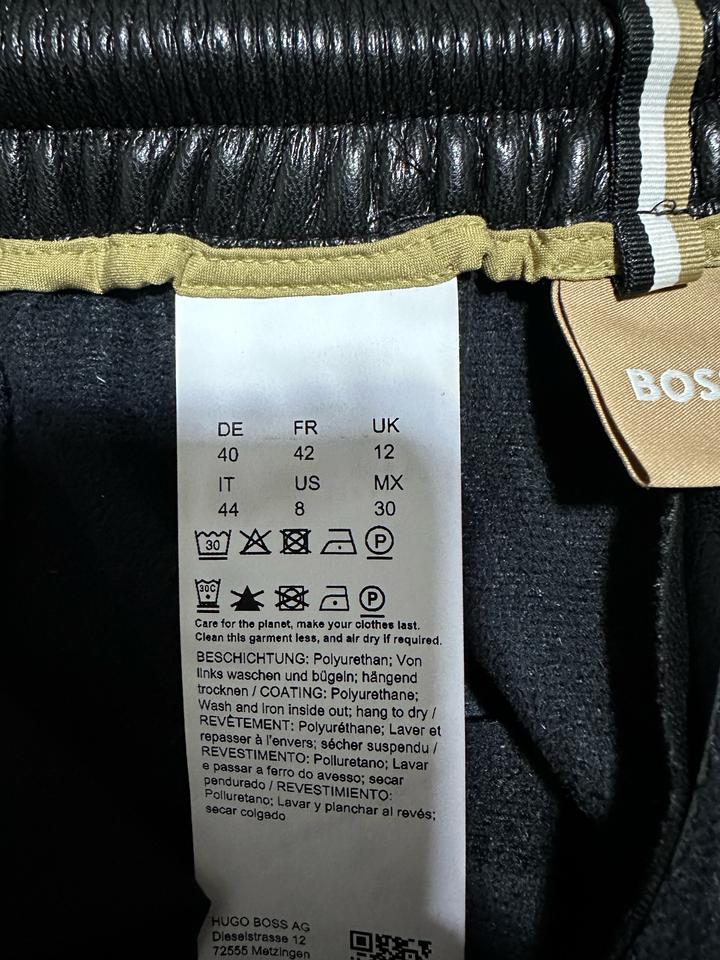 BOSS
DE FR UK
40 42 12
IT US MX
44 8 30
30 P
30C P
Care for the planet, make your clothes last.
Clean this garment less, and air dry if required.
BESCHICHTUNG: Polyurethan; Von
links waschen und bügeln; hängend
trocknen / COATING: Polyurethane;
Wash and Iron inside out; hang to dry /
REVÊTEMENT: Polyuréthane; Laver et
repasser à l'envers; sécher suspendu /
REVESTIMENTO: Polluretano; Lavar
e passar a ferro do avesso; secar
pendurado / REVESTIMIENTO:
Poliuretano; Lavar y planchar al revés;
secar colgado
HUGO BOSS AG
Dieselstrasse 12
72555 Metzingen